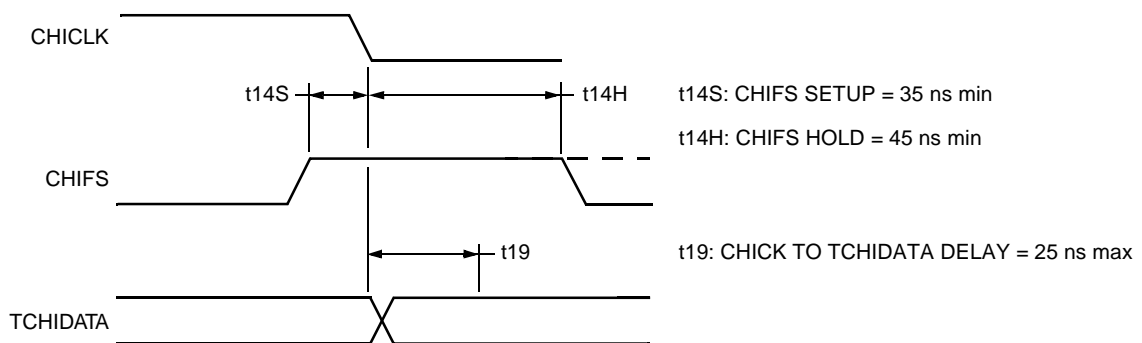 CHICLK
t14S
t14H
t14S: CHIFS SETUP = 35 ns min
t14H: CHIFS HOLD = 45 ns min
CHIFS
t19
t19: CHICK TO TCHIDATA DELAY = 25 ns max
TCHIDATA